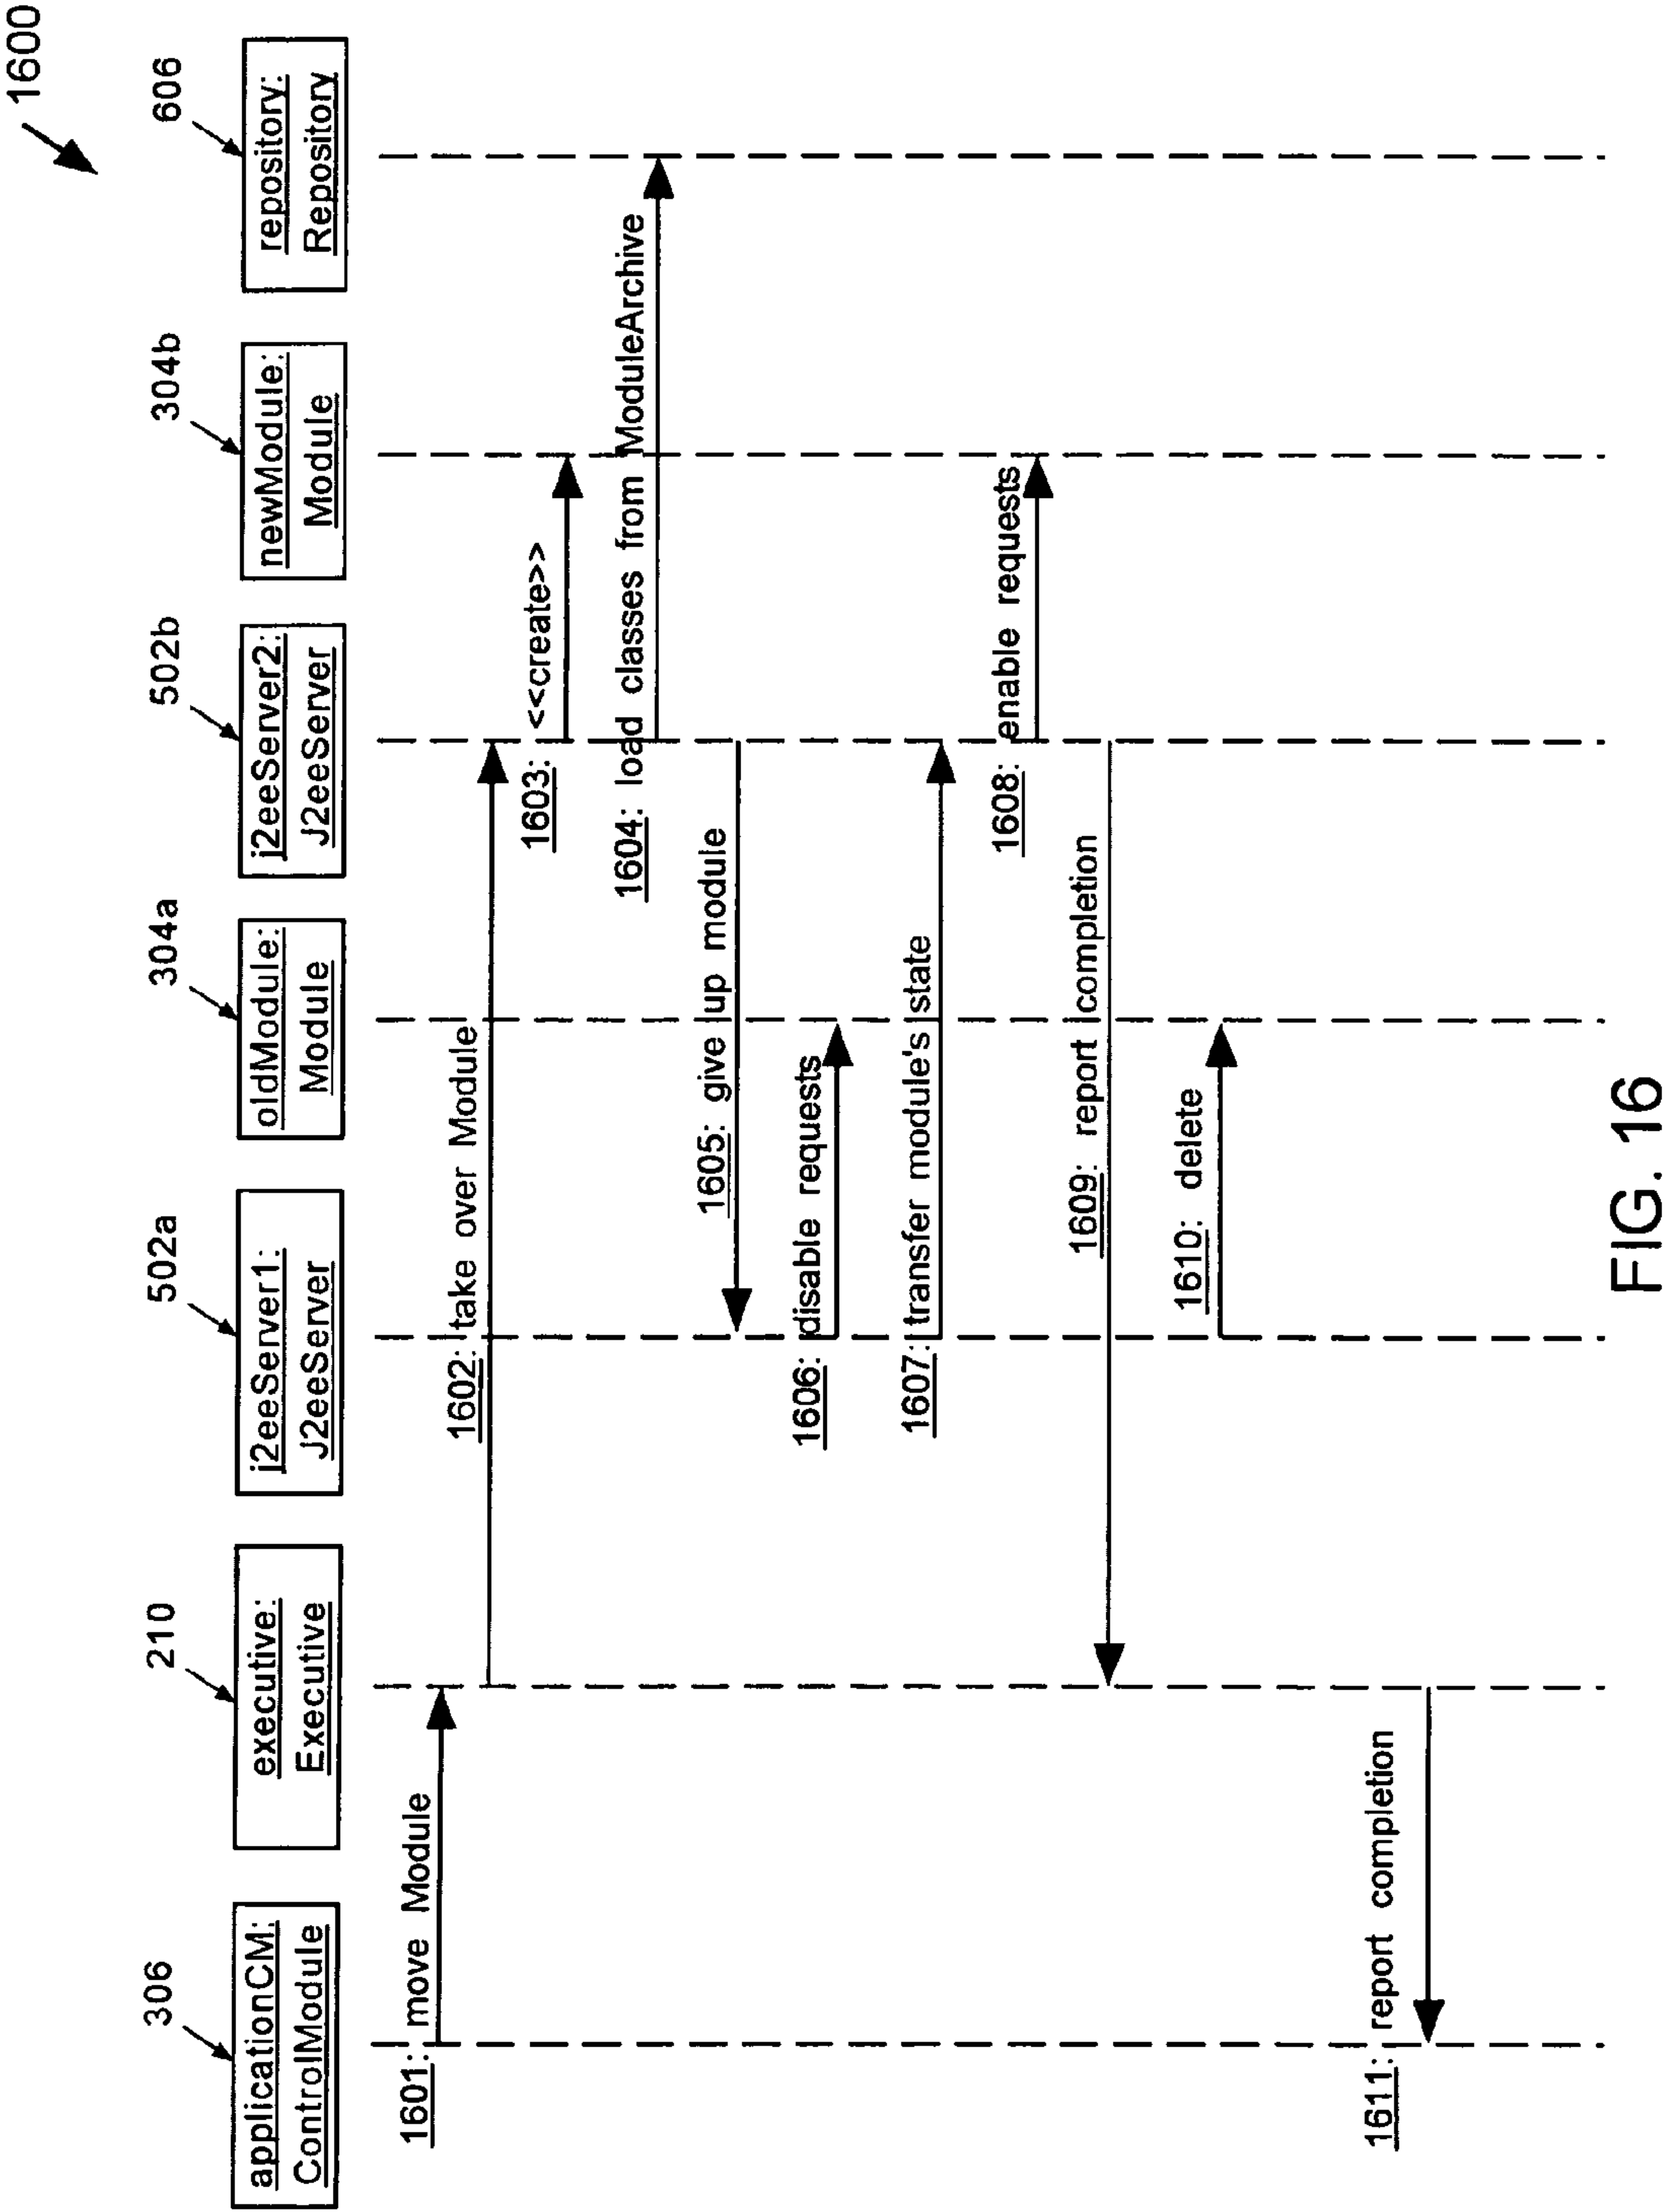 1600
306
210
502a
304a
502b
304b
606
applicationCM:
ControlModule
executive:
Executive
j2eeServer1:
J2eeServer
oldModule:
Module
j2eeServer2:
J2eeServer
newModule:
Module
repository:
Repository
1601: move Module
1602: take over Module
1603: <<create>>
1604: load classes from ModuleArchive
1605: give up module
1606: disable requests
1607: transfer module's state
1608: enable requests
1609: report completion
1610: delete
1611: report completion
FIG. 16